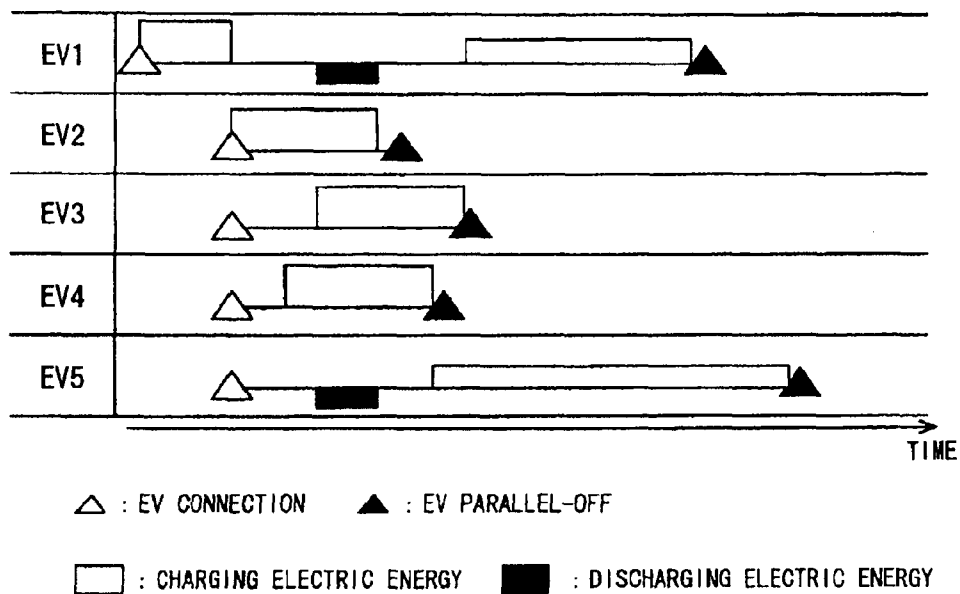 EV1
EV2
EV3
EV4
EV5
TIME
△ : EV CONNECTION ▲ : EV PARALLEL-OFF
: CHARGING ELECTRIC ENERGY : DISCHARGING ELECTRIC ENERGY